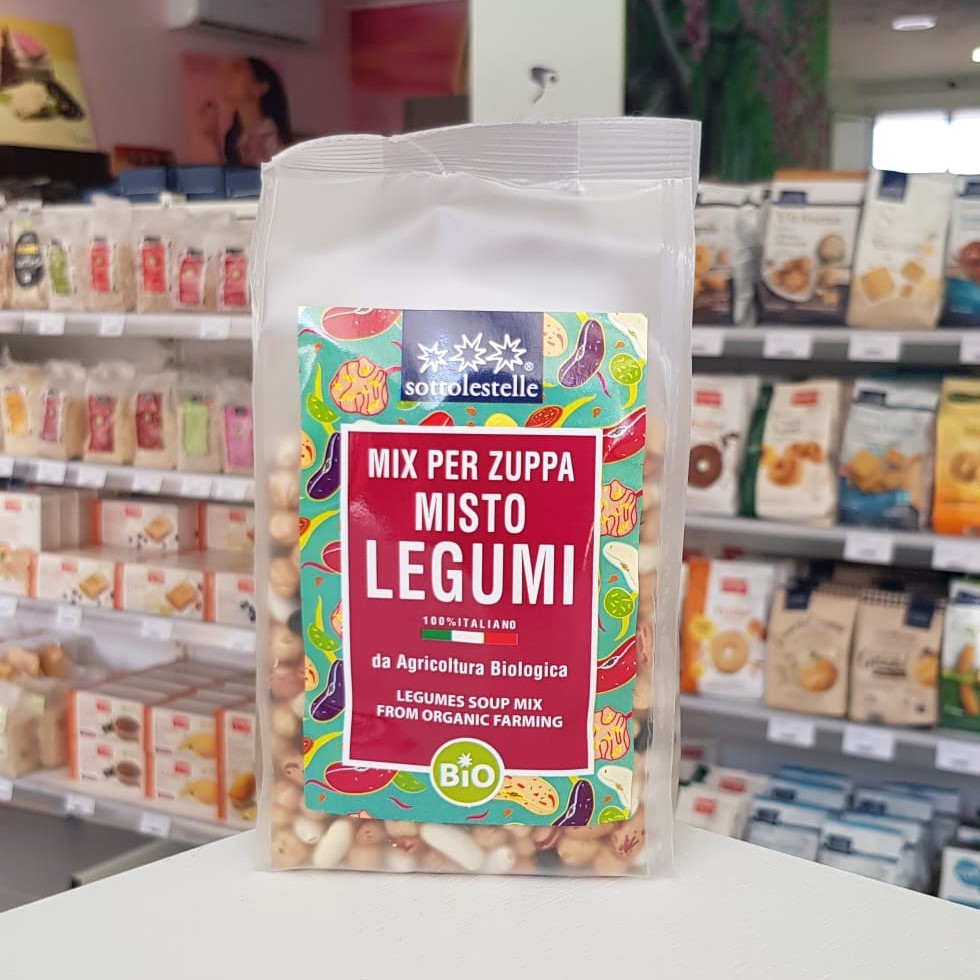 sottolestelle®
MIX PER ZUPPA
MISTO
LEGUMI
100%ITALIANO
da Agricoltura Biologica
LEGUMES SOUP MIX
FROM ORGANIC FARMING
BiO